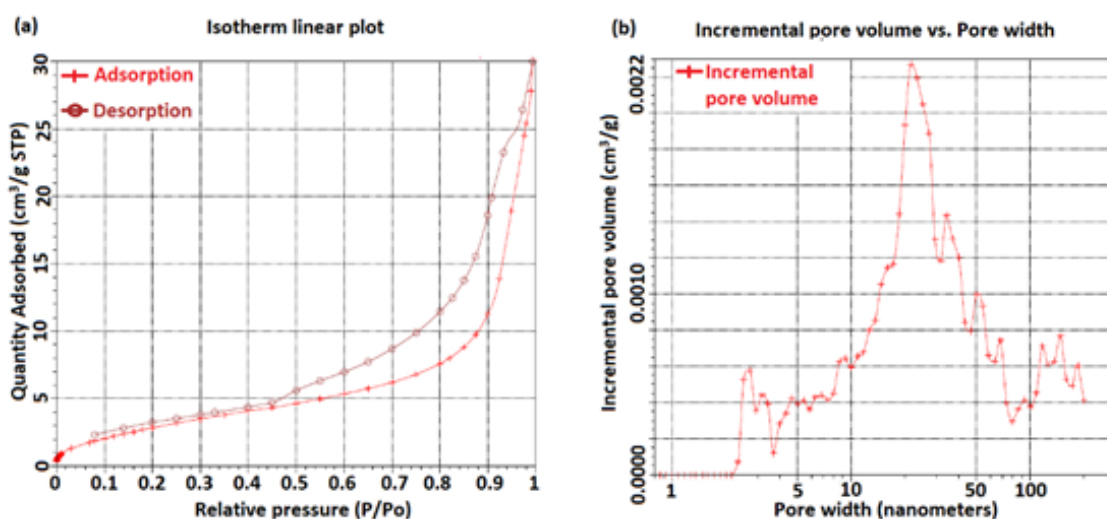 (a) Isotherm linear plot
Adsorption
Desorption
Quantity Adsorbed (cm³/g STP)
30
25
20
15
10
5
0
0 0.1 0.2 0.3 0.4 0.5 0.6 0.7 0.8 0.9 1
Relative pressure (P/Po)
(b) Incremental pore volume vs. Pore width
Incremental
pore volume
Incremental pore volume (cm³/g)
0.0022
0.0010
0.0000
1 5 10 50 100
Pore width (nanometers)